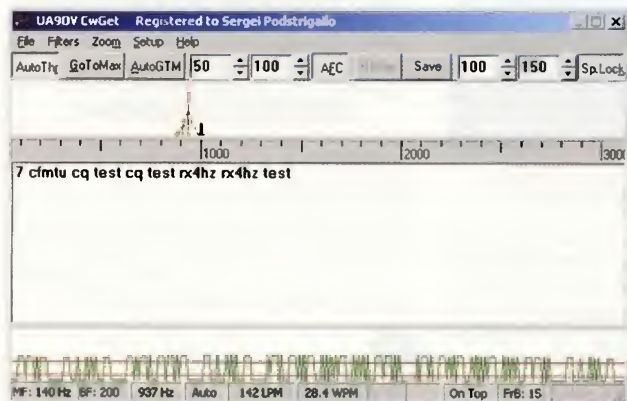 UA9OV CwGet Registered to Sergei Podstrigailo
File Filters Zoom Setup Help
AutoThr GoToMax AutoGTM 50 100 AFC Save 100 150 Sp.Lock
1000 2000 3000
7 cfmtu cq test cq test rx4hz rx4hz test
MF: 140 Hz BF: 200 937 Hz Auto 142 LPM 28.4 WPM On Top FrB: 15